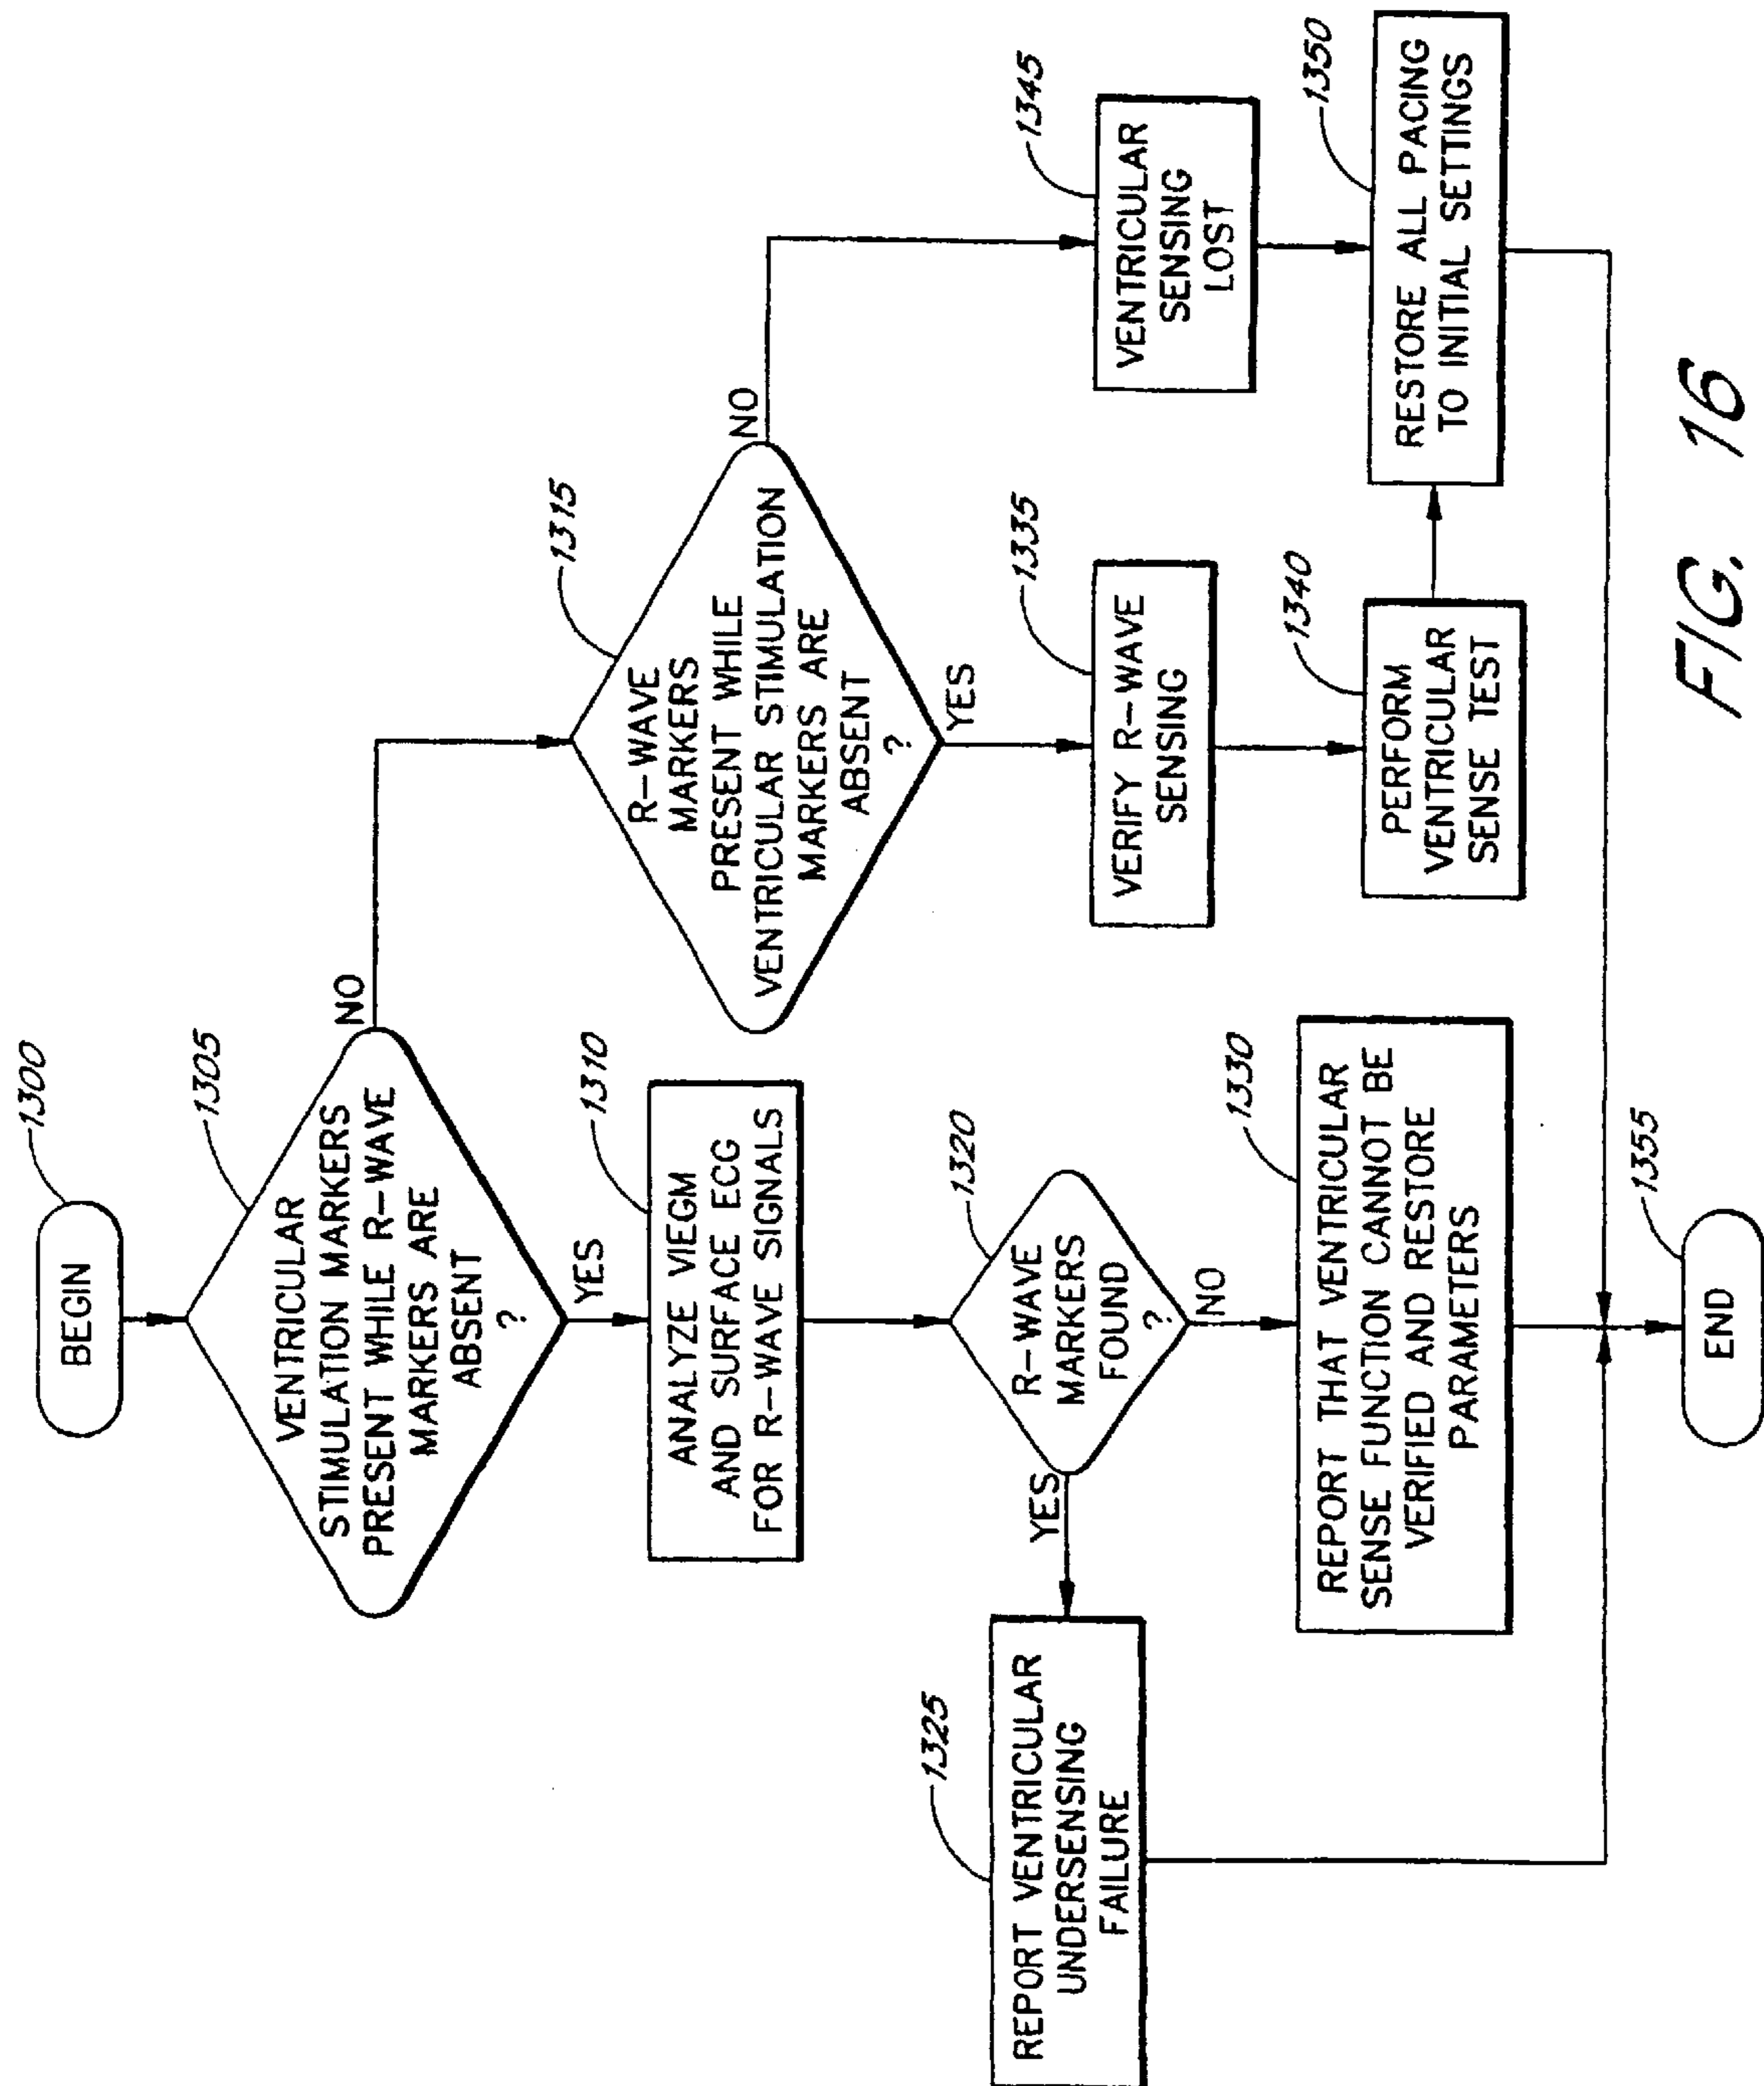 1300
BEGIN
1305
VENTRICULAR
STIMULATION MARKERS
PRESENT WHILE R-WAVE
MARKERS ARE
ABSENT
?
NO
YES
1310
ANALYZE VIEGM
AND SURFACE ECG
FOR R-WAVE SIGNALS
1315
R-WAVE
MARKERS
PRESENT WHILE
VENTRICULAR STIMULATION
MARKERS ARE
ABSENT
?
NO
YES
1320
R-WAVE
MARKERS
FOUND
?
YES
NO
1325
REPORT VENTRICULAR
UNDERSENSING
FAILURE
1330
REPORT THAT VENTRICULAR
SENSE FUNCTION CANNOT BE
VERIFIED AND RESTORE
PARAMETERS
1335
VERIFY R-WAVE
SENSING
1340
PERFORM
VENTRICULAR
SENSE TEST
1345
VENTRICULAR
SENSING
LOST
1350
RESTORE ALL PACING
TO INITIAL SETTINGS
1355
END
FIG. 16